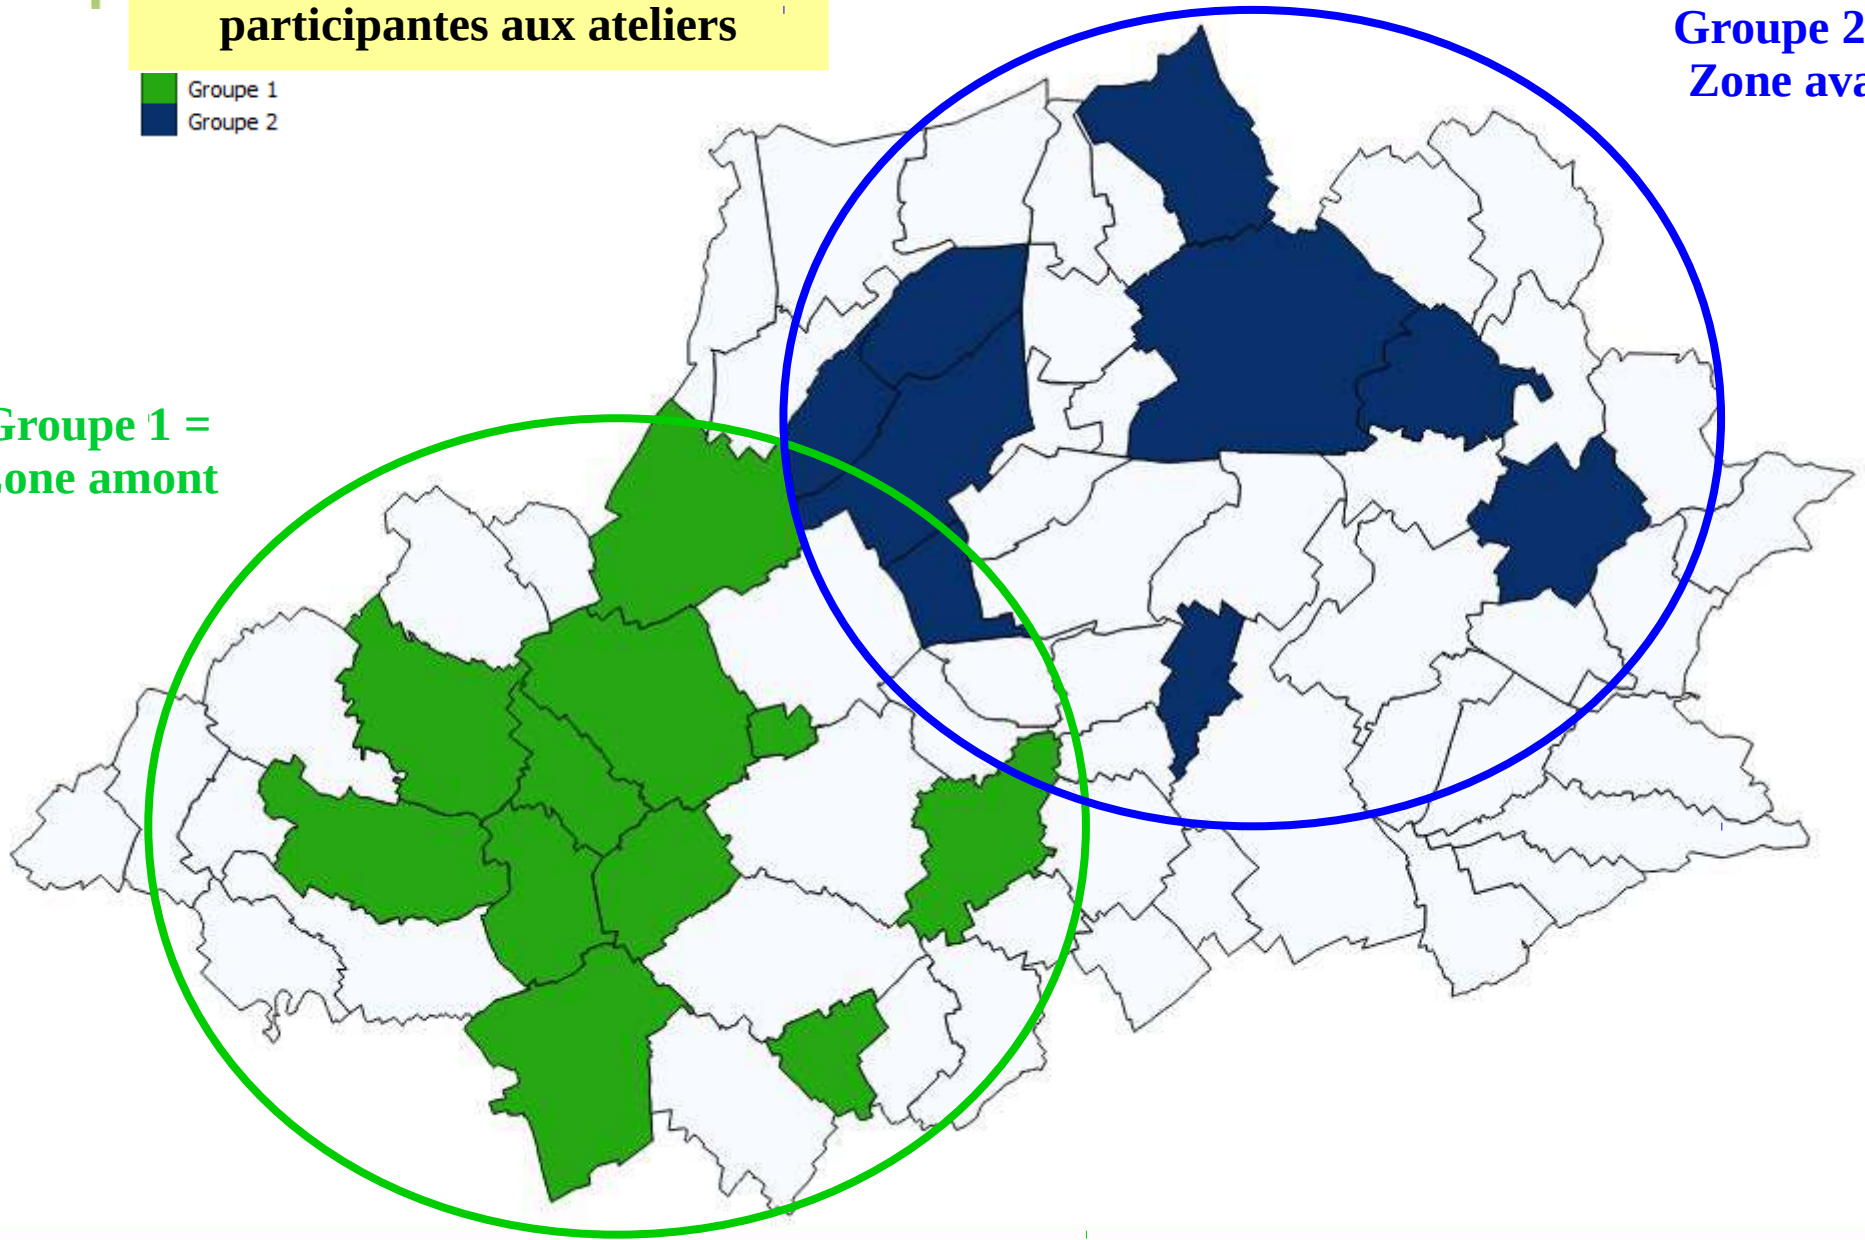 participantes aux ateliers
Groupe 1
Groupe 2
Groupe 2
Zone ava
Groupe 1 =
one amont